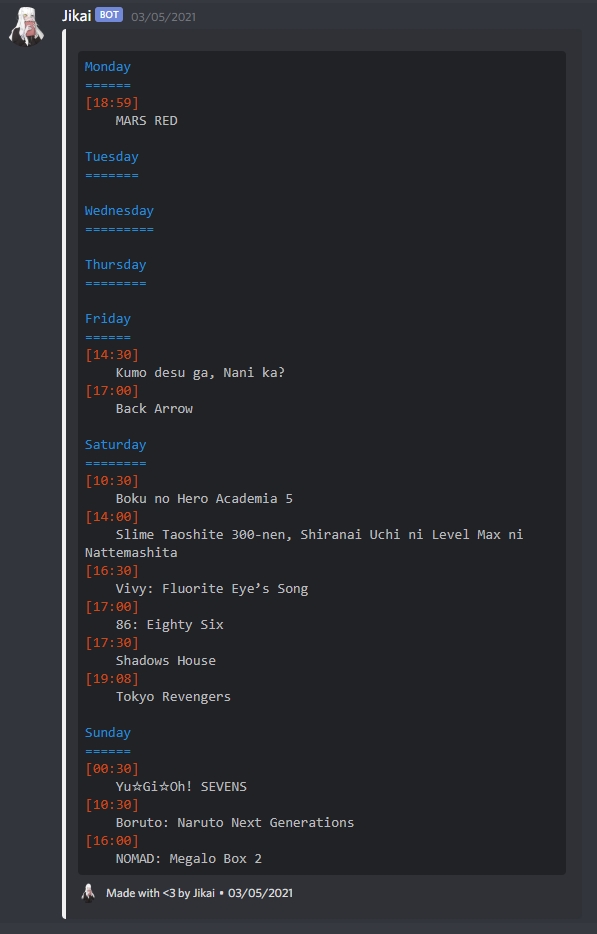 Jikai BOT 03/05/2021
Monday
======
[18:59]
MARS RED
Tuesday
=======
Wednesday
=========
Thursday
========
Friday
======
[14:30]
Kumo desu ga, Nani ka?
[17:00]
Back Arrow
Saturday
========
[10:30]
Boku no Hero Academia 5
[14:00]
Slime Taoshite 300-nen, Shiranai Uchi ni Level Max ni
Nattemashita
[16:30]
Vivy: Fluorite Eye’s Song
[17:00]
86: Eighty Six
[17:30]
Shadows House
[19:08]
Tokyo Revengers
Sunday
======
[00:30]
Yu☆Gi☆Oh! SEVENS
[10:30]
Boruto: Naruto Next Generations
[16:00]
NOMAD: Megalo Box 2
Made with <3 by Jikai • 03/05/2021